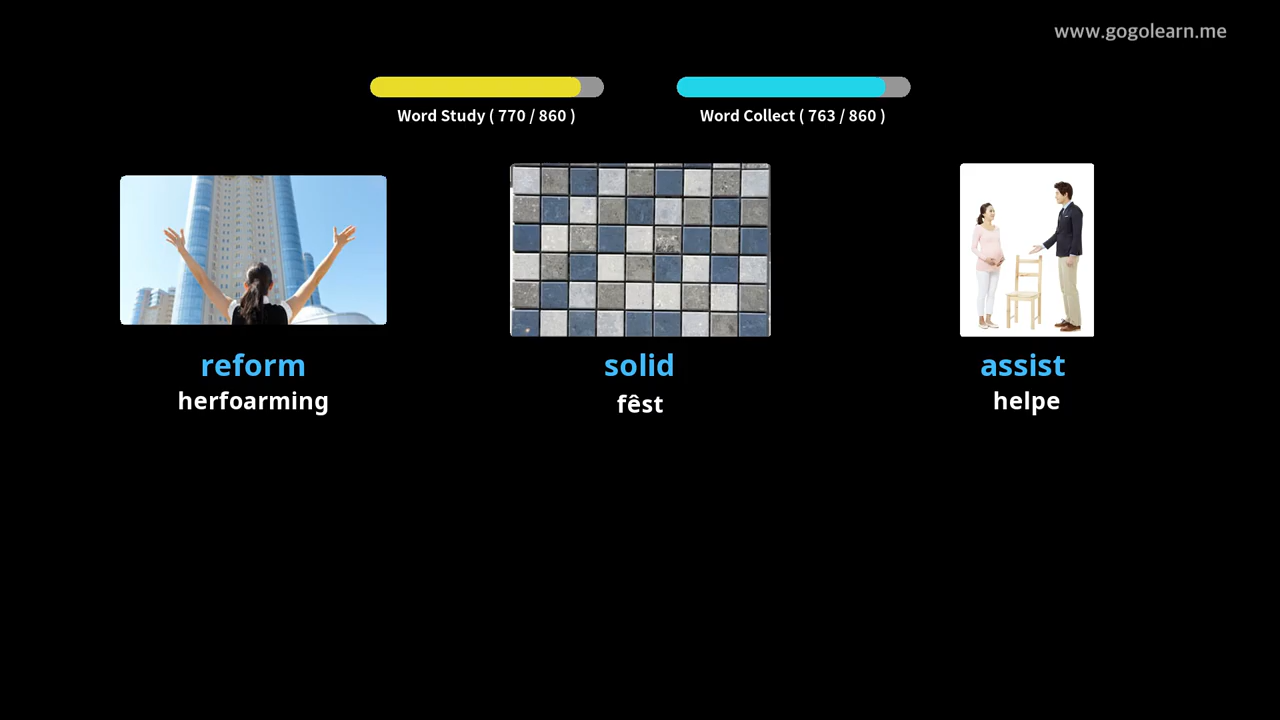 www.gogolearn.me
Word Study ( 770 / 860 )
Word Collect ( 763 / 860 )
reform
herfoarming
solid
fêst
assist
helpe